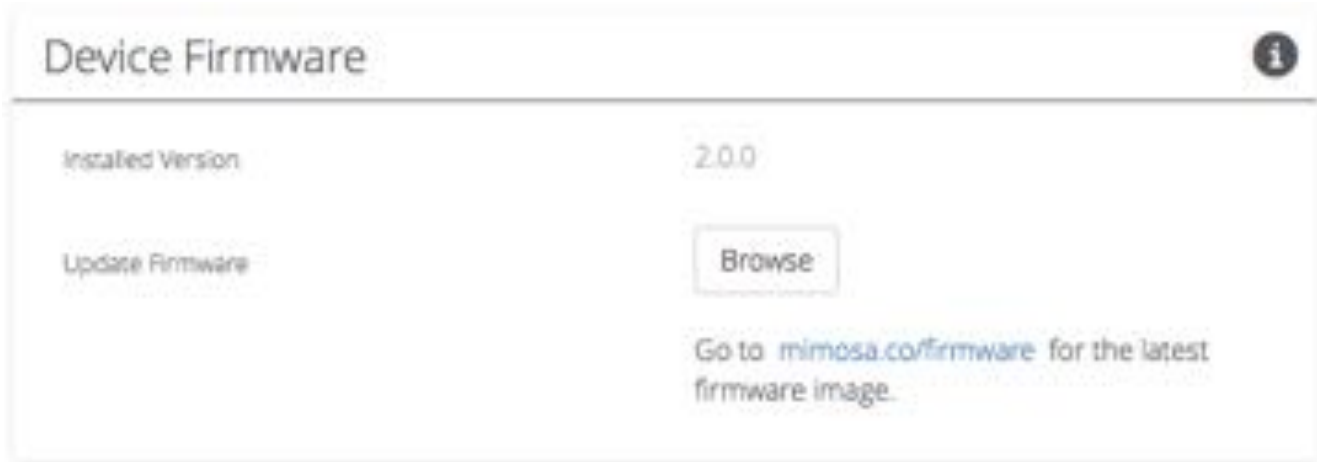 Device Firmware
Installed Version 2.0.0
Update Firmware Browse
Go to mimosa.co/firmware for the latest
firmware image.